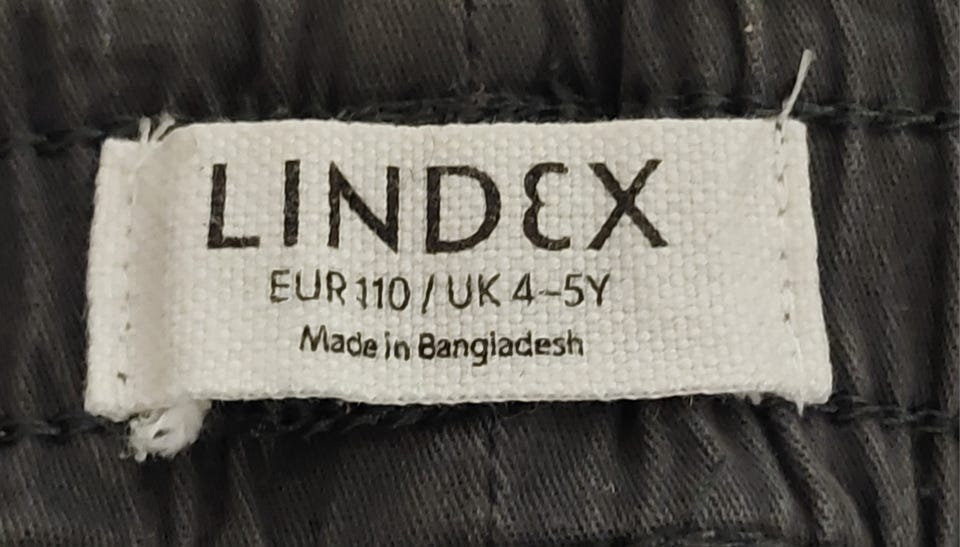 LINDEX
EUR 110 / UK 4-5Y
Made in Bangladesh